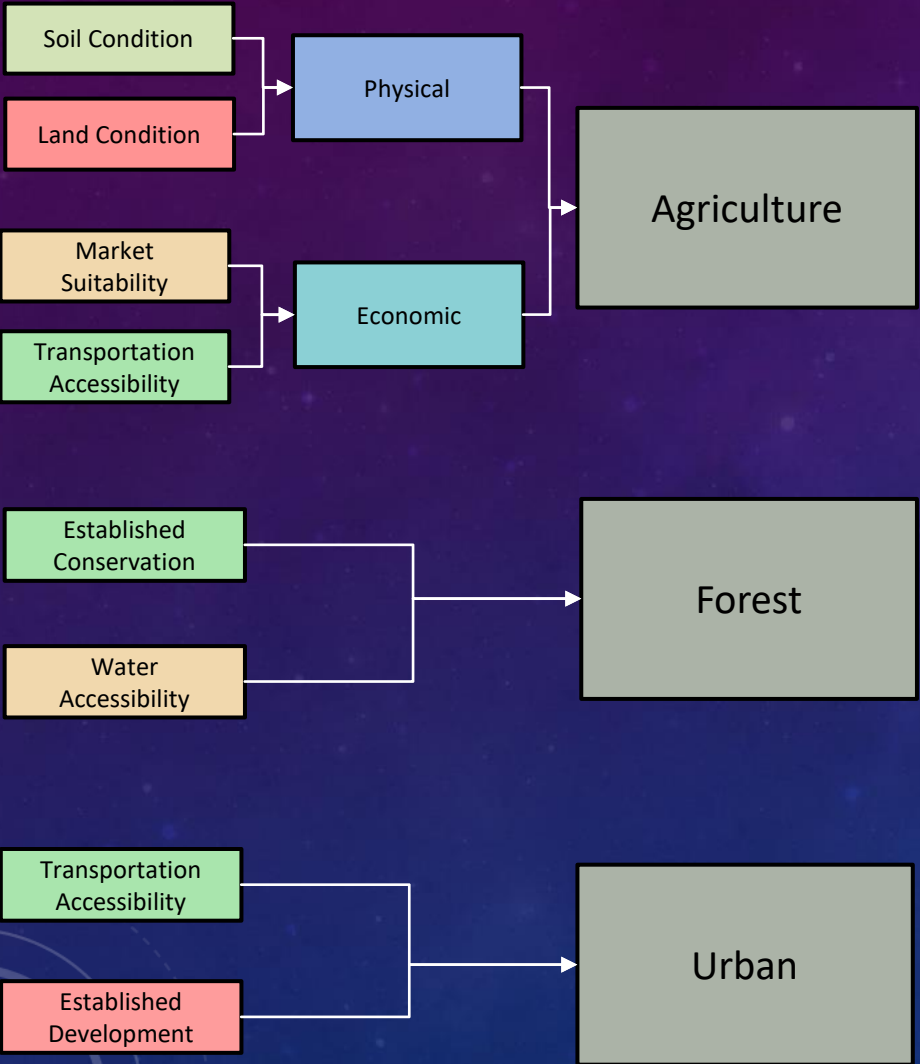 Soil Condition
Land Condition
Physical
Market
Suitability
Transportation
Accessibility
Economic
Agriculture
Established
Conservation
Water
Accessibility
Forest
Transportation
Accessibility
Established
Development
Urban